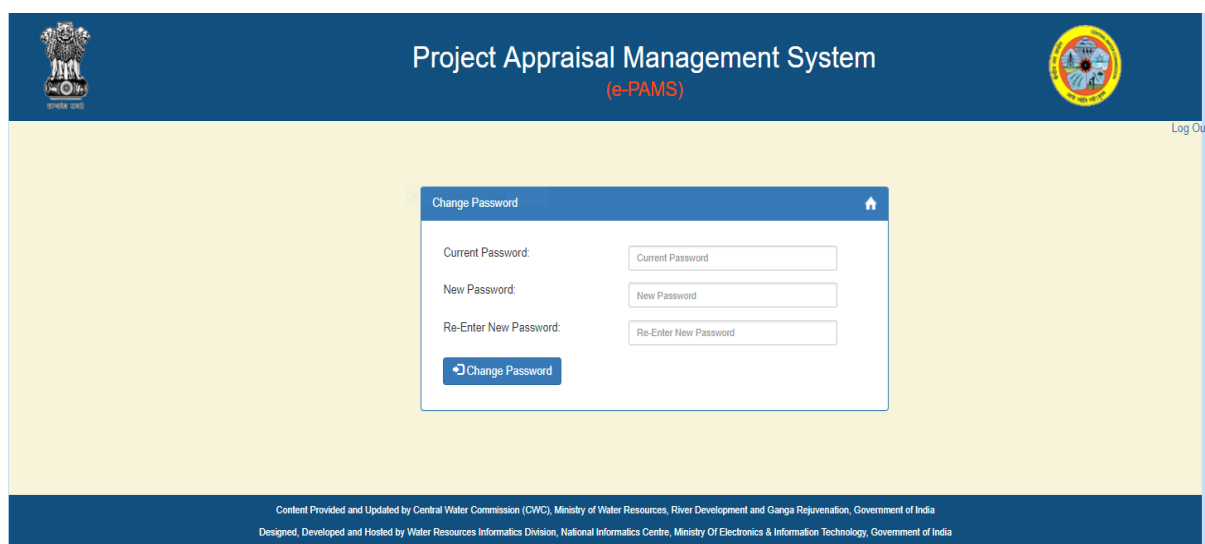 Project Appraisal Management System
(e-PAMS)
सत्यमेव जयते
Log Ou
Change Password
Current Password:
Current Password
New Password:
New Password
Re-Enter New Password:
Re-Enter New Password
Change Password
Content Provided and Updated by Central Water Commission (CWC), Ministry of Water Resources, River Development and Ganga Rejuvenation, Government of India
Designed, Developed and Hosted by Water Resources Informatics Division, National Informatics Centre, Ministry Of Electronics & Information Technology, Government of India